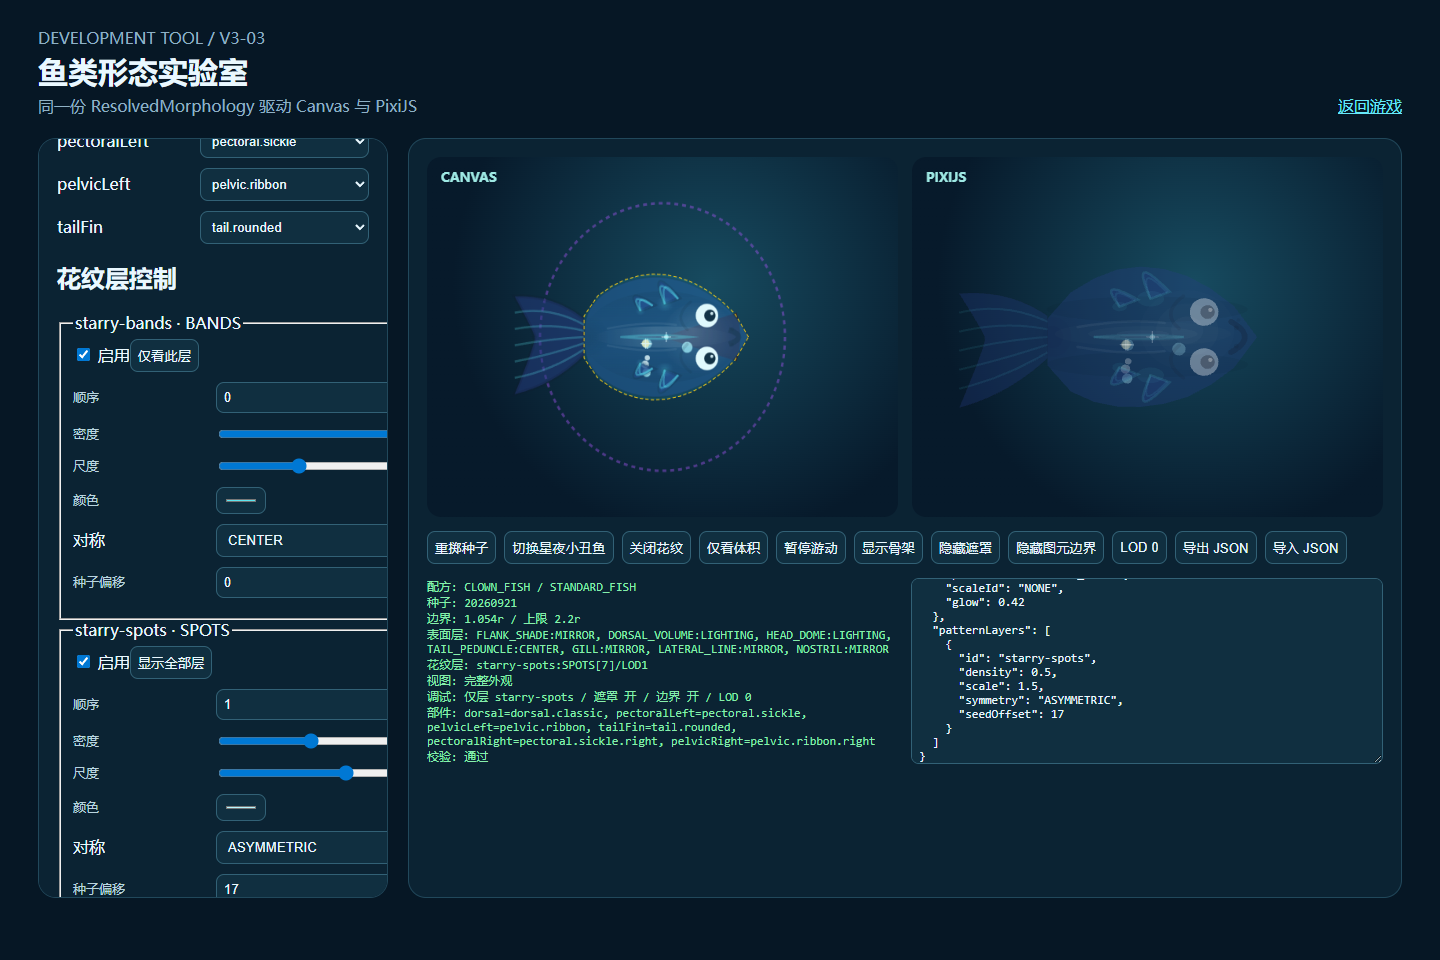 DEVELOPMENT TOOL / V3-03
鱼类形态实验室
同一份 ResolvedMorphology 驱动 Canvas 与 PixiJS
返回游戏
pectoralLeft
pectoral.sickle
pelvicLeft
pelvic.ribbon
tailFin
tail.rounded
花纹层控制
starry-bands · BANDS
启用
仅看此层
顺序
0
密度
尺度
颜色
对称
CENTER
种子偏移
0
starry-spots · SPOTS
启用
显示全部层
顺序
1
密度
尺度
颜色
对称
ASYMMETRIC
种子偏移
17
CANVAS
PIXIJS
重掷种子
切换星夜小丑鱼
关闭花纹
仅看体积
暂停游动
显示骨架
隐藏遮罩
隐藏图元边界
LOD 0
导出 JSON
导入 JSON
配方: CLOWN_FISH / STANDARD_FISH
种子: 20260921
边界: 1.054r / 上限 2.2r
表面层: FLANK_SHADE:MIRROR, DORSAL_VOLUME:LIGHTING, HEAD_DOME:LIGHTING,
TAIL_PEDUNCLE:CENTER, GILL:MIRROR, LATERAL_LINE:MIRROR, NOSTRIL:MIRROR
花纹层: starry-spots:SPOTS[7]/LOD1
视图: 完整外观
调试: 仅层 starry-spots / 遮罩 开 / 边界 开 / LOD 0
部件: dorsal=dorsal.classic, pectoralLeft=pectoral.sickle,
pelvicLeft=pelvic.ribbon, tailFin=tail.rounded,
pectoralRight=pectoral.sickle.right, pelvicRight=pelvic.ribbon.right
校验: 通过
"scaleId": "NONE",
"glow": 0.42
},
"patternLayers": [
{
"id": "starry-spots",
"density": 0.5,
"scale": 1.5,
"symmetry": "ASYMMETRIC",
"seedOffset": 17
}
]
}